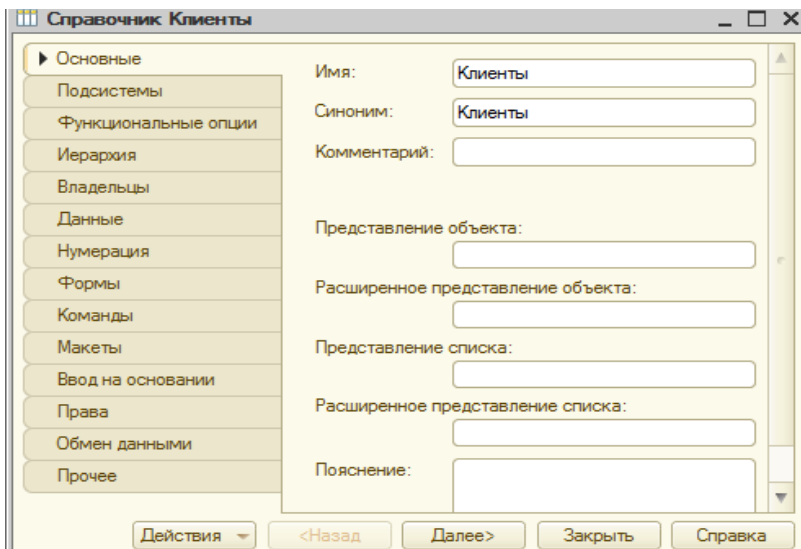 Справочник Клиенты
Основные
Подсистемы
Функциональные опции
Иерархия
Владельцы
Данные
Нумерация
Формы
Команды
Макеты
Ввод на основании
Права
Обмен данными
Прочее
Имя: Клиенты
Синоним: Клиенты
Комментарий:
Представление объекта:
Расширенное представление объекта:
Представление списка:
Расширенное представление списка:
Пояснение:
Действия <Назад Далее> Закрыть Справка